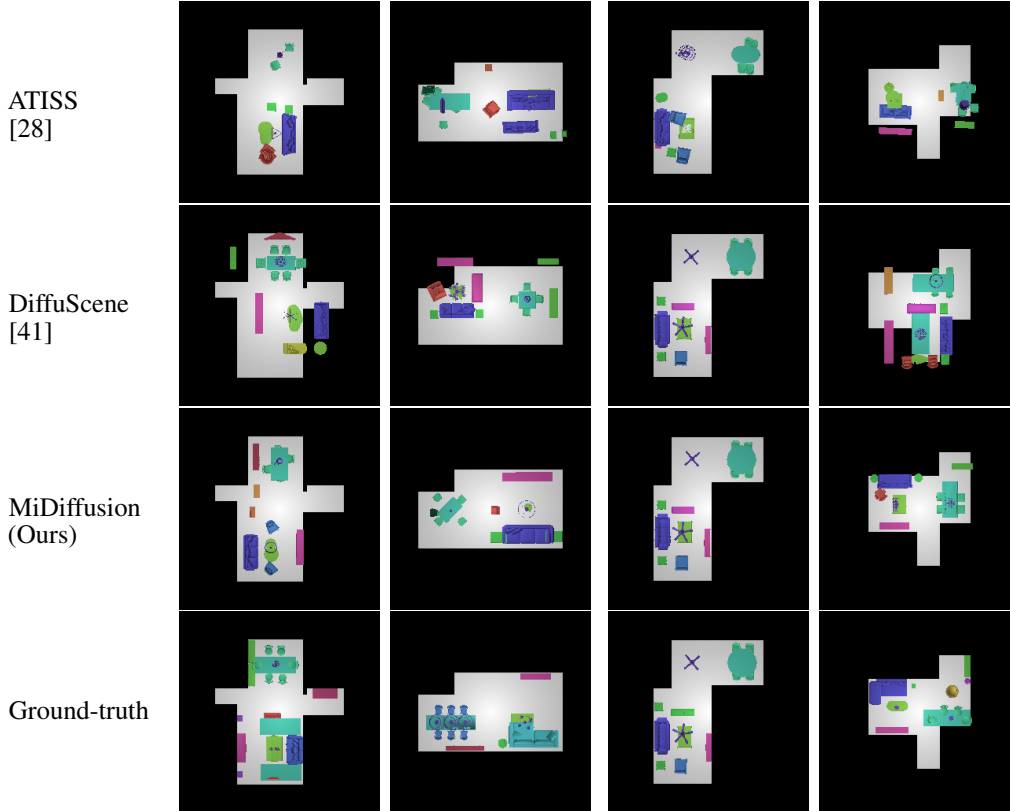 ATISS
[28]
DiffuScene
[41]
MiDiffusion
(Ours)
Ground-truth